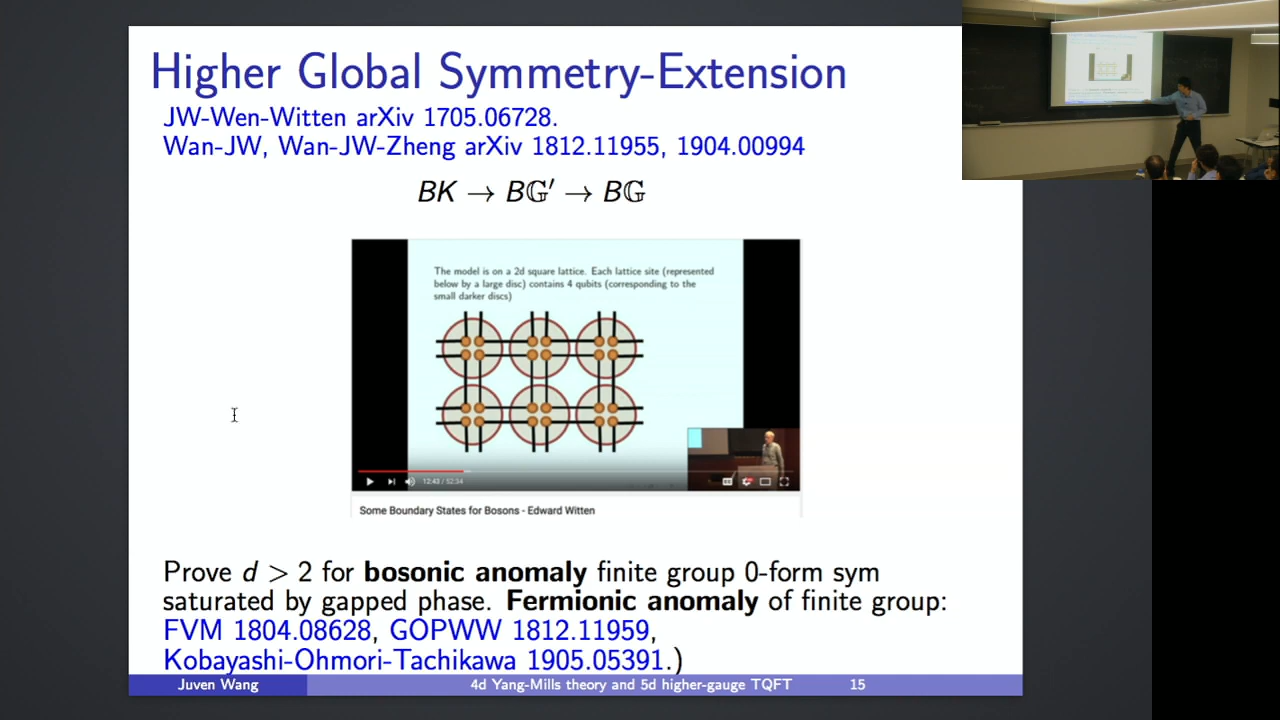 Higher Global Symmetry-Extension
JW-Wen-Witten arXiv 1705.06728.
Wan-JW, Wan-JW-Zheng arXiv 1812.11955, 1904.00994
BK → B𝔾′ → B𝔾
The model is on a 2d square lattice. Each lattice site (represented
below by a large disc) contains 4 qubits (corresponding to the
small darker discs)
12:43 / 52:34
Some Boundary States for Bosons - Edward Witten
Prove d > 2 for bosonic anomaly finite group 0-form sym
saturated by gapped phase. Fermionic anomaly of finite group:
FVM 1804.08628, GOPWW 1812.11959,
Kobayashi-Ohmori-Tachikawa 1905.05391.)
Juven Wang 4d Yang-Mills theory and 5d higher-gauge TQFT 15